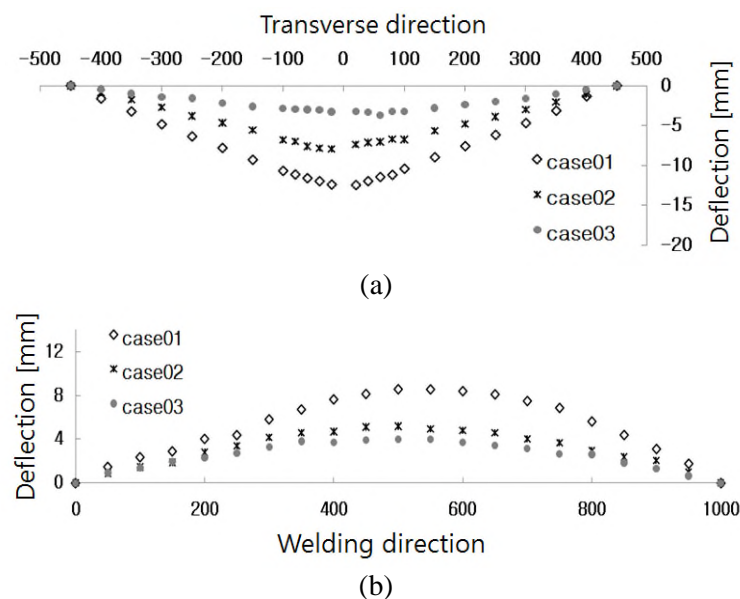 Transverse direction
-500 -400 -300 -200 -100 0 100 200 300 400 500
0
-5
-10
-15
-20
Deflection [mm]
case01
case02
case03
(a)
Deflection [mm]
12
8
4
0
case01
case02
case03
0 200 400 600 800 1000
Welding direction
(b)